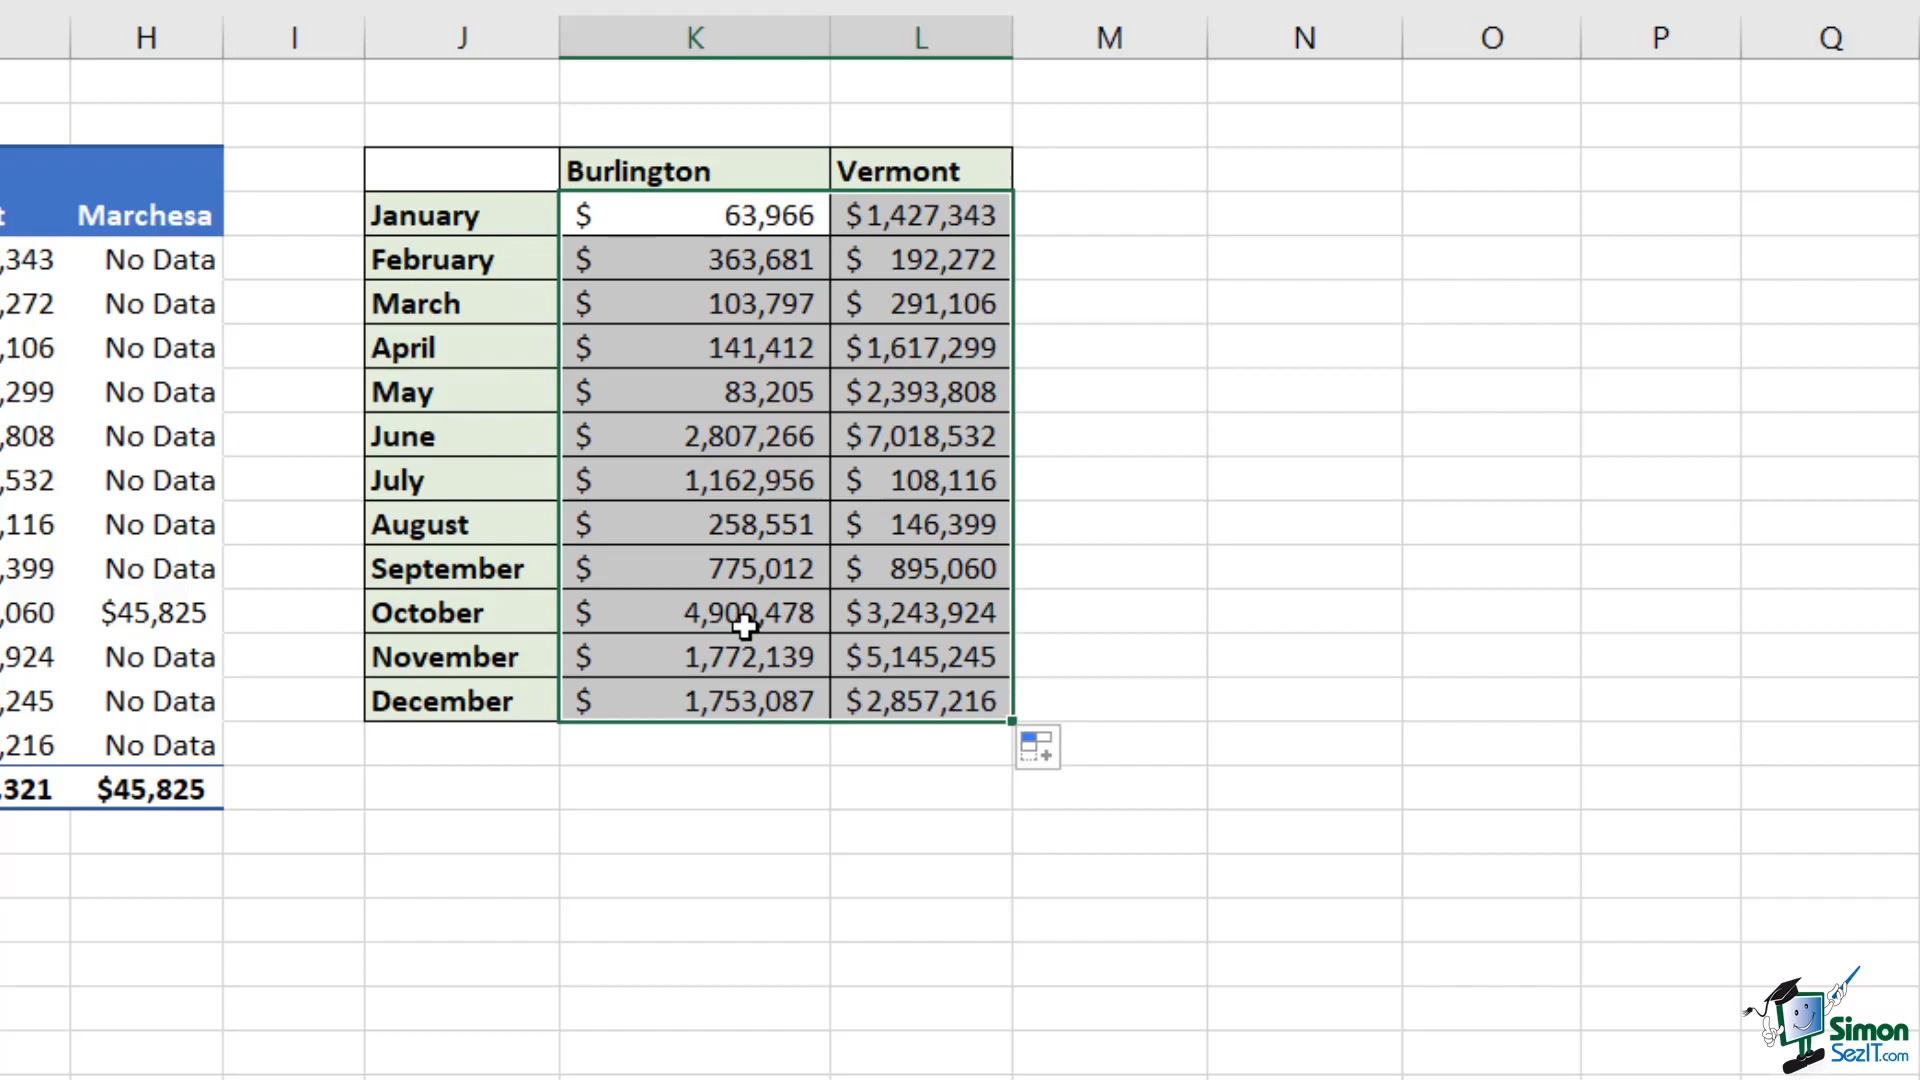 H I J K L M N O P Q
Burlington Vermont
t Marchesa January $ 63,966 $1,427,343
,343 No Data February $ 363,681 $ 192,272
,272 No Data March $ 103,797 $ 291,106
,106 No Data April $ 141,412 $1,617,299
,299 No Data May $ 83,205 $2,393,808
,808 No Data June $ 2,807,266 $7,018,532
,532 No Data July $ 1,162,956 $ 108,116
,116 No Data August $ 258,551 $ 146,399
,399 No Data September $ 775,012 $ 895,060
,060 $45,825 October $ 4,900,478 $3,243,924
,924 No Data November $ 1,772,139 $5,145,245
,245 No Data December $ 1,753,087 $2,857,216
,216 No Data
,321 $45,825
Simon
SezIT.com